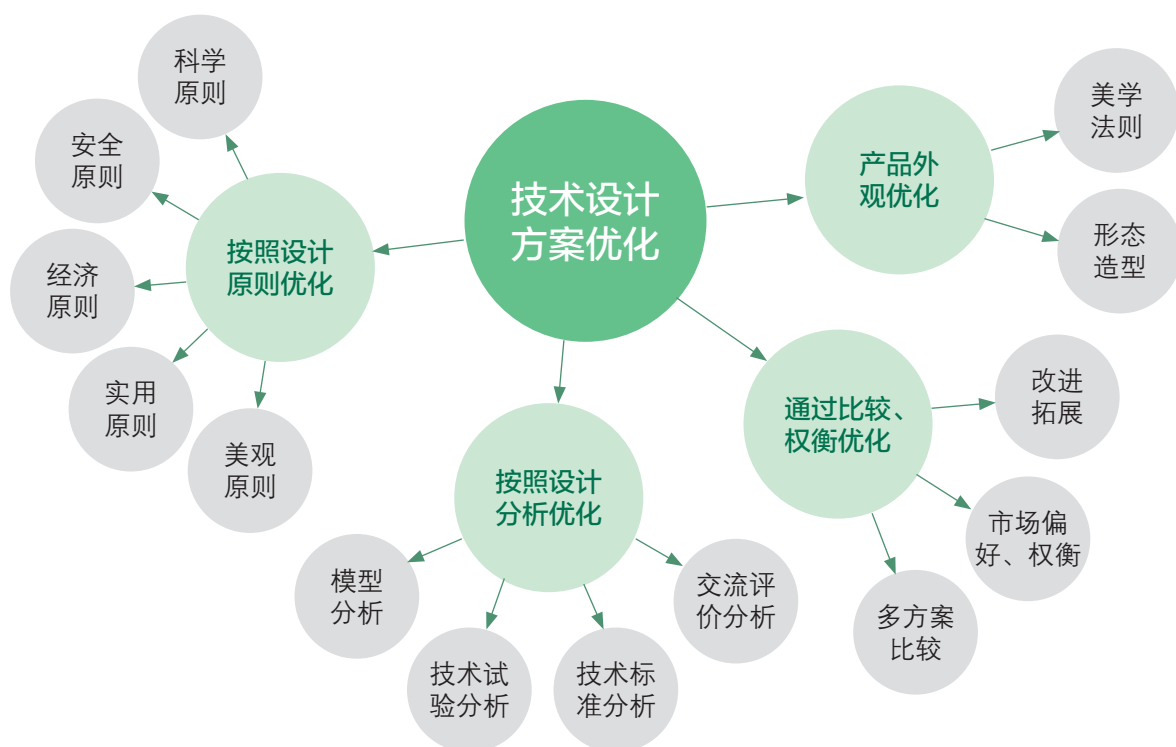 技术设计
方案优化
按照设计
原则优化
科学
原则
安全
原则
经济
原则
实用
原则
美观
原则
按照设计
分析优化
模型
分析
技术试
验分析
技术标
准分析
交流评
价分析
通过比较、
权衡优化
改进
拓展
市场偏
好、权衡
多方案
比较
产品外
观优化
美学
法则
形态
造型